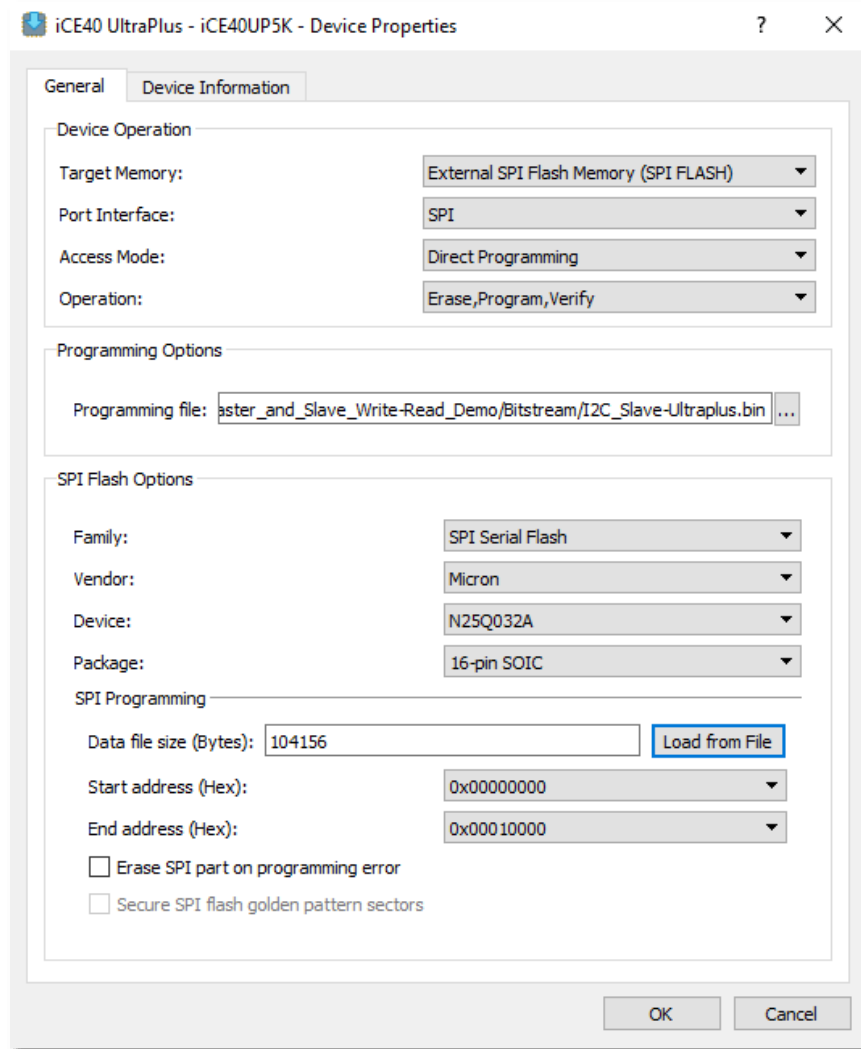 iCE40 UltraPlus - iCE40UP5K - Device Properties ? ×
General Device Information
Device Operation
Target Memory: External SPI Flash Memory (SPI FLASH)
Port Interface: SPI
Access Mode: Direct Programming
Operation: Erase,Program,Verify
Programming Options
Programming file: aster_and_Slave_Write-Read_Demo/Bitstream/I2C_Slave-Ultraplus.bin ...
SPI Flash Options
Family: SPI Serial Flash
Vendor: Micron
Device: N25Q032A
Package: 16-pin SOIC
SPI Programming
Data file size (Bytes): 104156 Load from File
Start address (Hex): 0x00000000
End address (Hex): 0x00010000
Erase SPI part on programming error
Secure SPI flash golden pattern sectors
OK Cancel